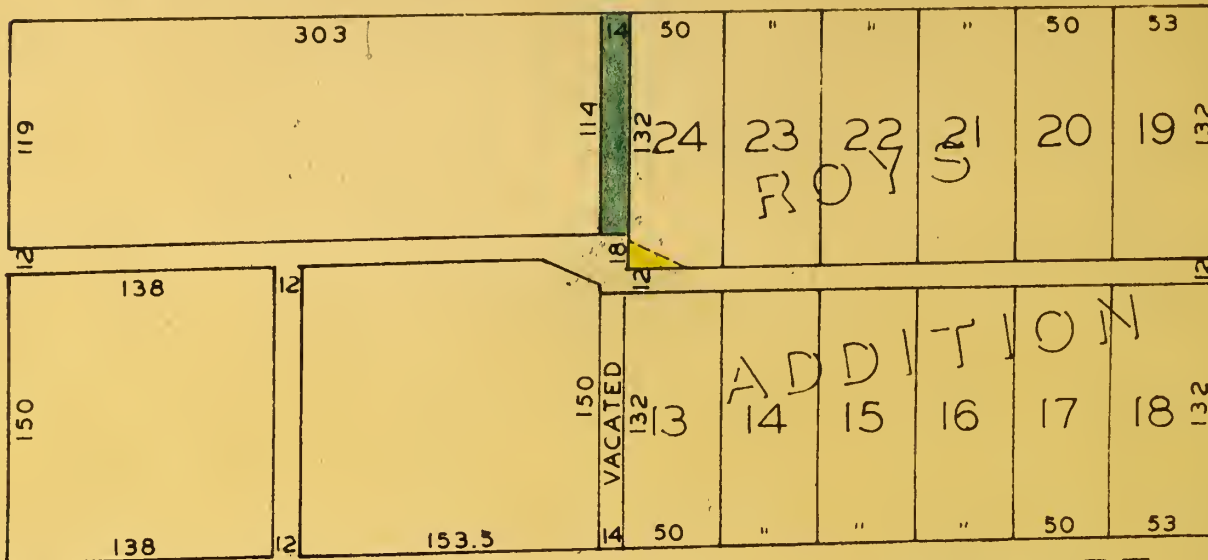 303 14 50 " " " 50 53
119 114 132 24 23 22 21 20 19 132
ROYS
12 18
138 12 12 12
ADDITION
150 150 VACATED 132 13 14 15 16 17 18 132
138 12 153.5 14 50 " " " 50 53